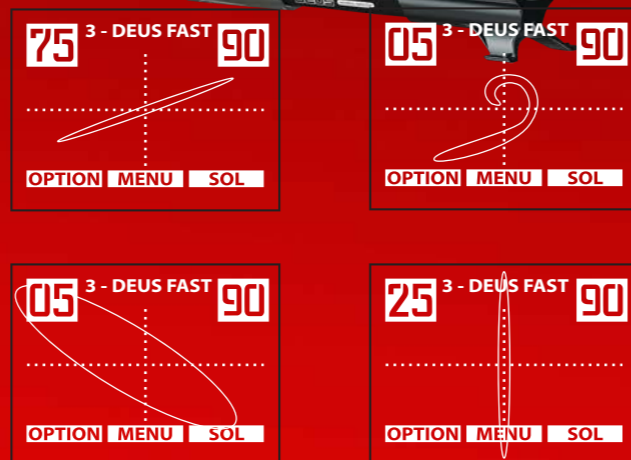 75 3 - DEUS FAST 90
OPTION MENU SOL
05 3 - DEUS FAST 90
OPTION MENU SOL
05 3 - DEUS FAST 90
OPTION MENU SOL
25 3 - DEUS FAST 90
OPTION MENU SOL